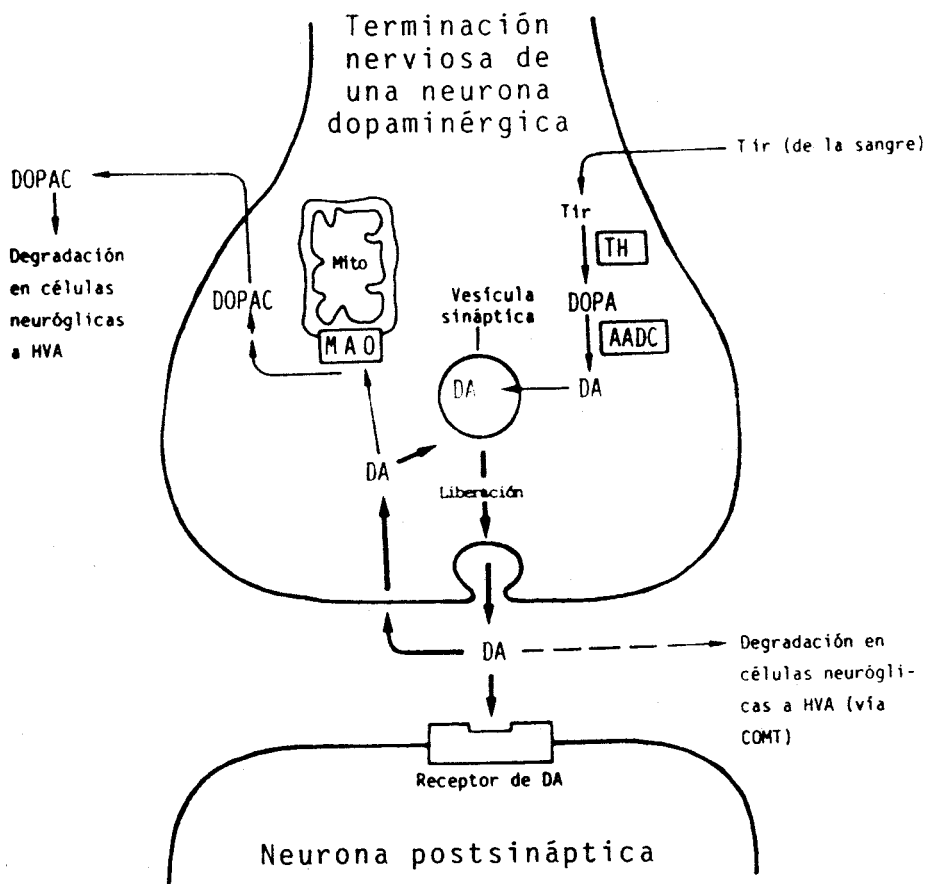 Terminación
nerviosa de
una neurona
dopaminérgica
Tir (de la sangre)
DOPAC
Degradación
en células
neuróglicas
a HVA
Tir
TH
Mito
DOPAC
Vesícula
sináptica
DOPA
AADC
MAO
DA
DA
DA
Liberación
DA
Degradación en
células neurógli-
cas a HVA (vía
COMT)
Receptor de DA
Neurona postsináptica